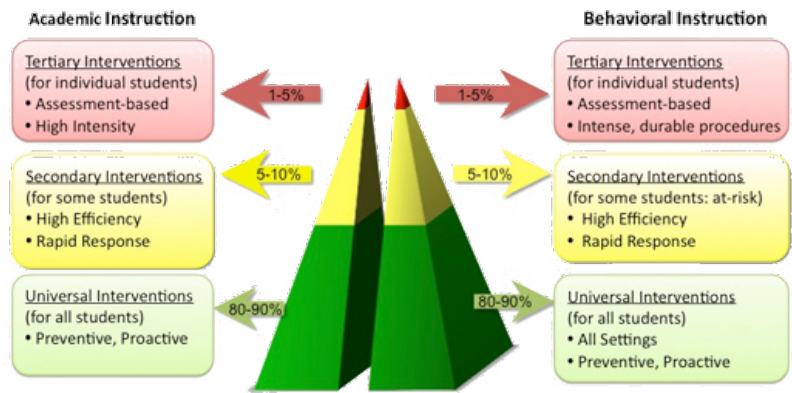 Academic Instruction
Tertiary Interventions
(for individual students)
• Assessment-based
• High Intensity
1-5%
Secondary Interventions
(for some students)
• High Efficiency
• Rapid Response
5-10%
Universal Interventions
(for all students)
• Preventive, Proactive
80-90%
Behavioral Instruction
1-5%
Tertiary Interventions
(for individual students)
• Assessment-based
• Intense, durable procedures
5-10%
Secondary Interventions
(for some students: at-risk)
• High Efficiency
• Rapid Response
80-90%
Universal Interventions
(for all students)
• All Settings
• Preventive, Proactive